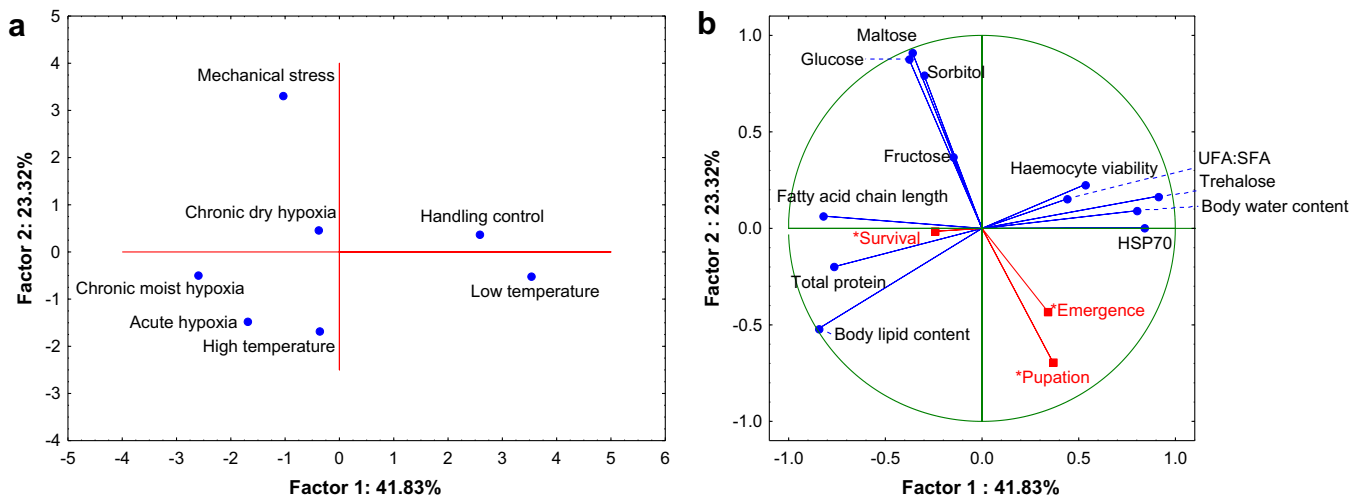 a
5
4
3
2
1
0
-1
-2
-3
-4
Factor 2: 23.32%
Mechanical stress
Chronic dry hypoxia
Handling control
Chronic moist hypoxia
Low temperature
Acute hypoxia
High temperature
-5 -4 -3 -2 -1 0 1 2 3 4 5 6
Factor 1: 41.83%
b
1.0
0.5
0.0
-0.5
-1.0
Factor 2 : 23.32%
Maltose
Glucose
Sorbitol
Fructose
Haemocyte viability
UFA:SFA
Trehalose
Body water content
HSP70
Fatty acid chain length
*Survival
Total protein
Body lipid content
*Emergence
*Pupation
-1.0 -0.5 0.0 0.5 1.0
Factor 1 : 41.83%